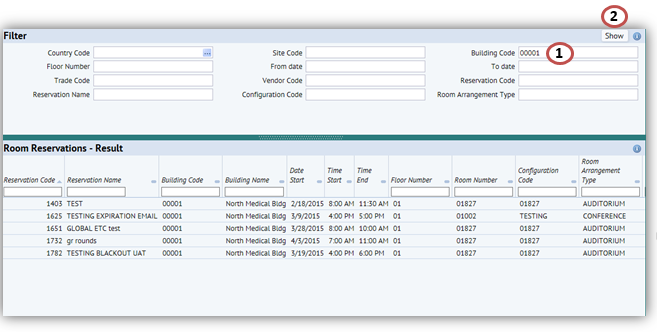 2
Filter Show
Country Code Site Code Building Code 00001 1
Floor Number From date To date
Trade Code Vendor Code Reservation Code
Reservation Name Configuration Code Room Arrangement Type
Room Reservations - Result
Reservation Code Reservation Name Building Code Building Name Date Start Time Start Time End Floor Number Room Number Configuration Code Room Arrangement Type
1403 TEST 00001 North Medical Bldg 2/18/2015 8:00 AM 11:30 AM 01 01827 01827 AUDITORIUM
1625 TESTING EXPIRATION EMAIL 00001 North Medical Bldg 3/9/2015 4:00 PM 5:00 PM 01 01002 TESTING CONFERENCE
1651 GLOBAL ETC test 00001 North Medical Bldg 3/28/2015 8:00 AM 10:00 AM 01 01827 01827 AUDITORIUM
1732 gr rounds 00001 North Medical Bldg 4/3/2015 7:00 AM 11:00 AM 01 01827 01827 AUDITORIUM
1782 TESTING BLACKOUT UAT 00001 North Medical Bldg 3/19/2015 4:00 PM 6:00 PM 01 01827 01827 AUDITORIUM